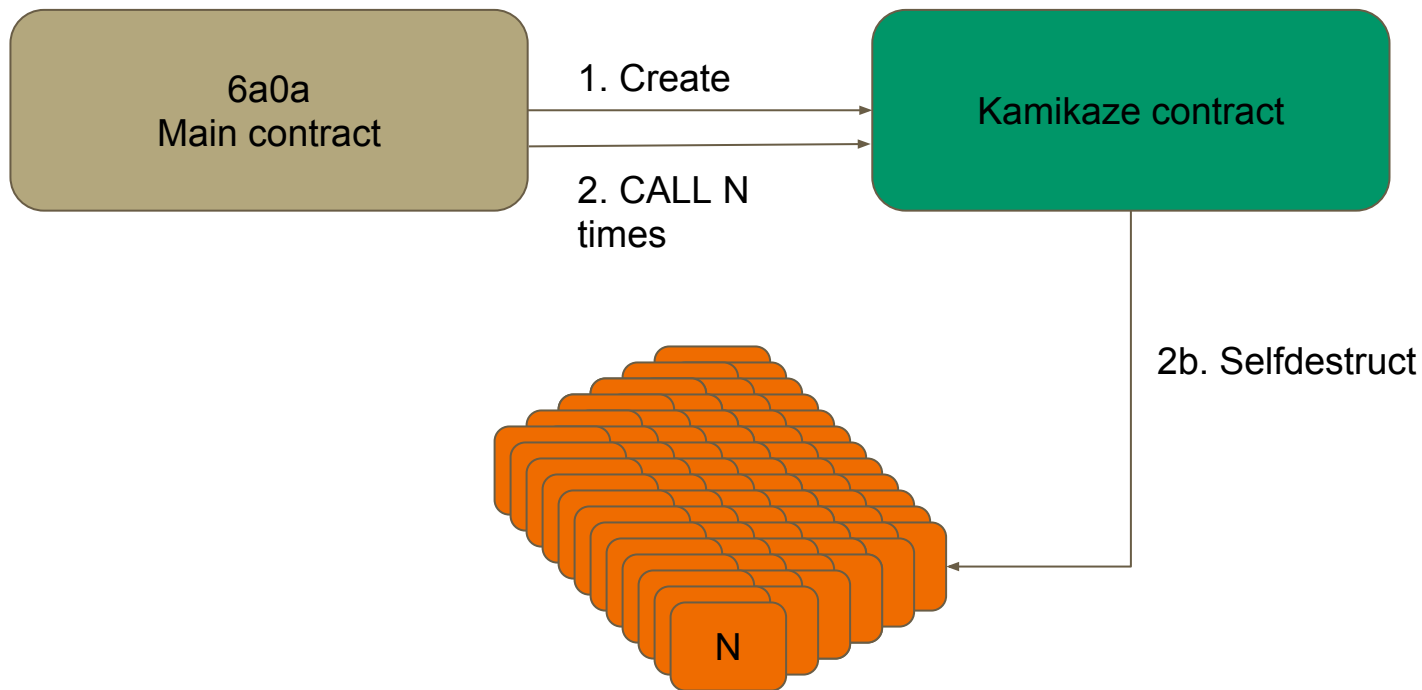 6a0a
Main contract
1. Create
Kamikaze contract
2. CALL N
times
2b. Selfdestruct
N